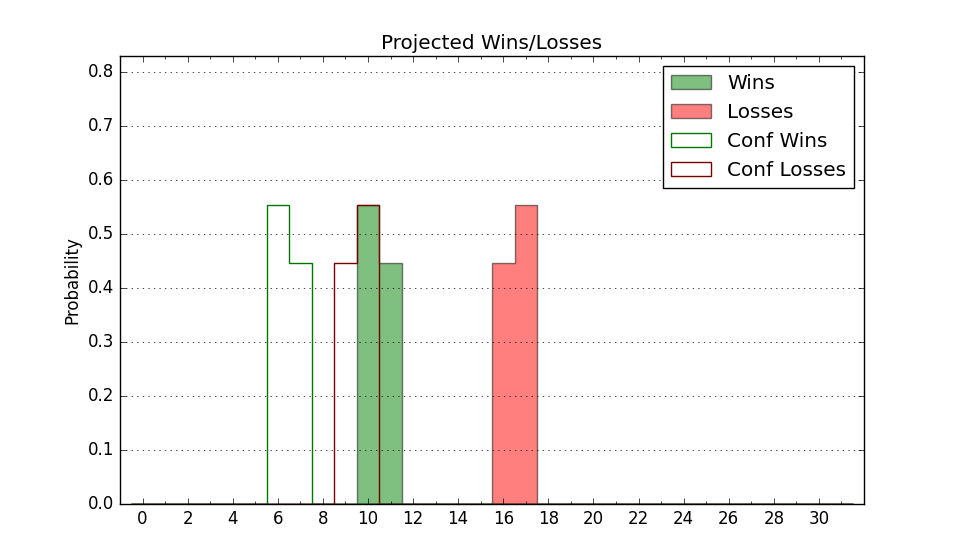 Projected Wins/Losses
Probability
0.8
0.7
0.6
0.5
0.4
0.3
0.2
0.1
0.0
0 2 4 6 8 10 12 14 16 18 20 22 24 26 28 30
Wins
Losses
Conf Wins
Conf Losses